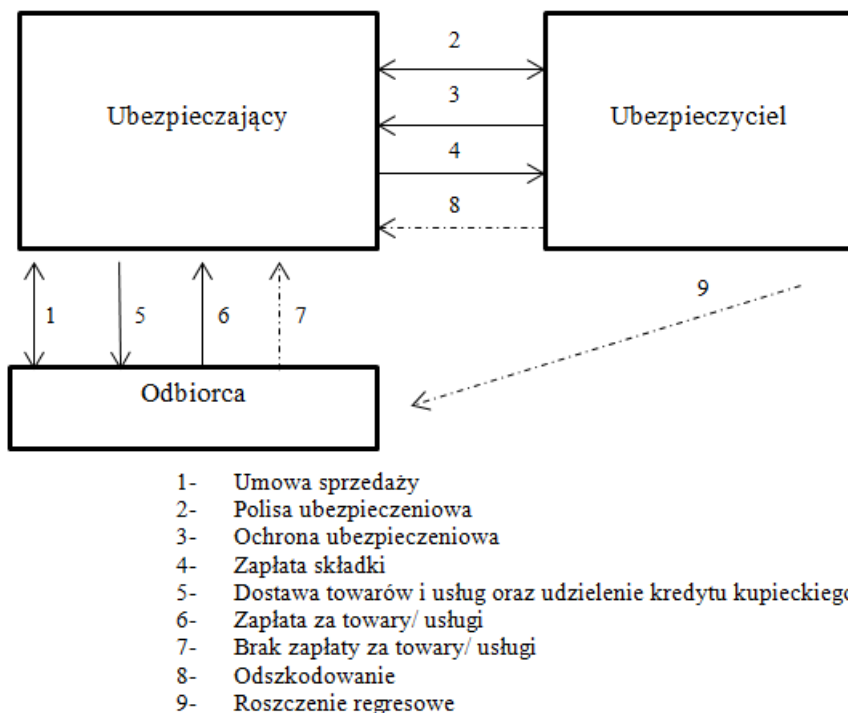 Ubezpieczający
Ubezpieczyciel
2
3
4
8
1
5
6
7
9
Odbiorca
1- Umowa sprzedaży
2- Polisa ubezpieczeniowa
3- Ochrona ubezpieczeniowa
4- Zapłata składki
5- Dostawa towarów i usług oraz udzielenie kredytu kupieckiego
6- Zapłata za towary/ usługi
7- Brak zapłaty za towary/ usługi
8- Odszkodowanie
9- Roszczenie regresowe